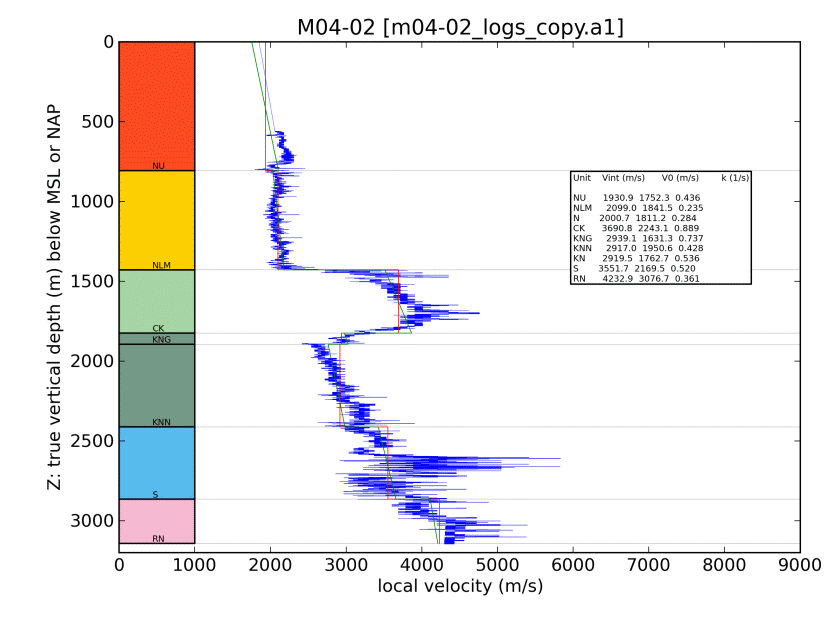 M04-02 [m04-02_logs_copy.a1]
Z: true vertical depth (m) below MSL or NAP
0
500
1000
1500
2000
2500
3000
NU
NLM
CK
KNG
KNN
S
RN
Unit Vint (m/s) V0 (m/s) k (1/s)
NU 1930.9 1752.3 0.436
NLM 2099.0 1841.5 0.235
N 2000.7 1811.2 0.284
CK 3690.8 2243.1 0.889
KNG 2939.1 1631.3 0.737
KNN 2917.0 1950.6 0.428
KN 2919.5 1762.7 0.536
S 3551.7 2169.5 0.520
RN 4232.9 3076.7 0.361
0 1000 2000 3000 4000 5000 6000 7000 8000 9000
local velocity (m/s)